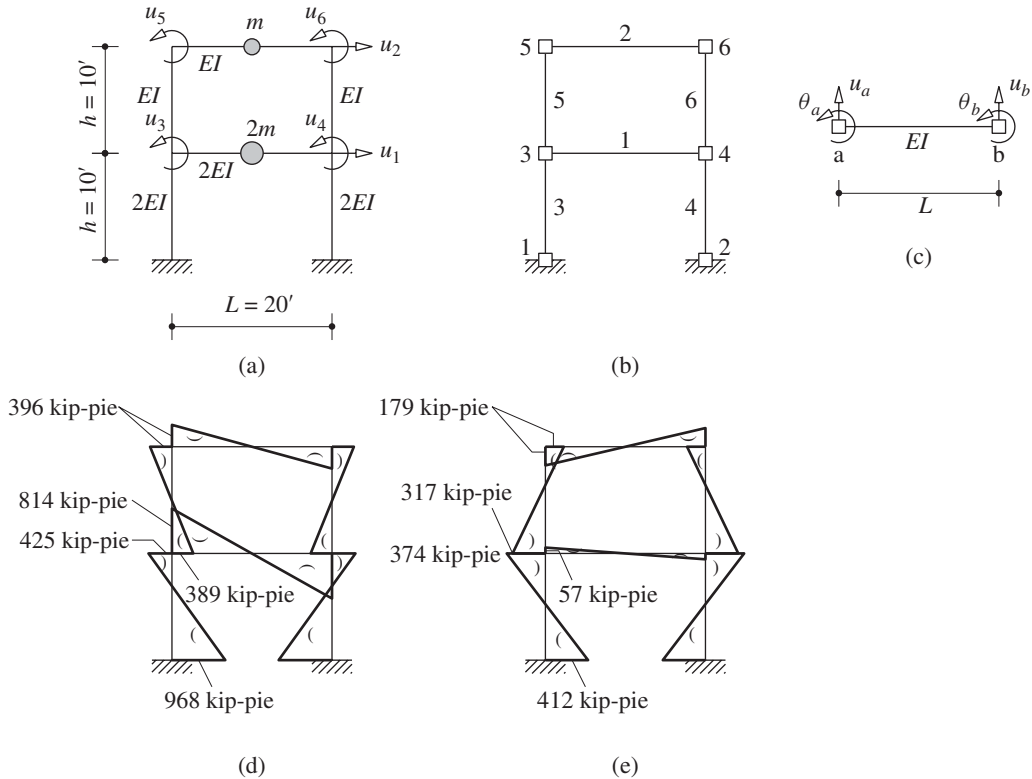 u5
m
u6
u2
EI
EI
EI
h = 10′
u3
2m
u4
u1
2EI
2EI
2EI
h = 10′
L = 20′
(a)
5
2
6
5
6
3
1
4
3
4
1
2
(b)
θa
ua
θb
ub
a
EI
b
L
(c)
396 kip-pie
814 kip-pie
425 kip-pie
389 kip-pie
968 kip-pie
(d)
179 kip-pie
317 kip-pie
374 kip-pie
57 kip-pie
412 kip-pie
(e)